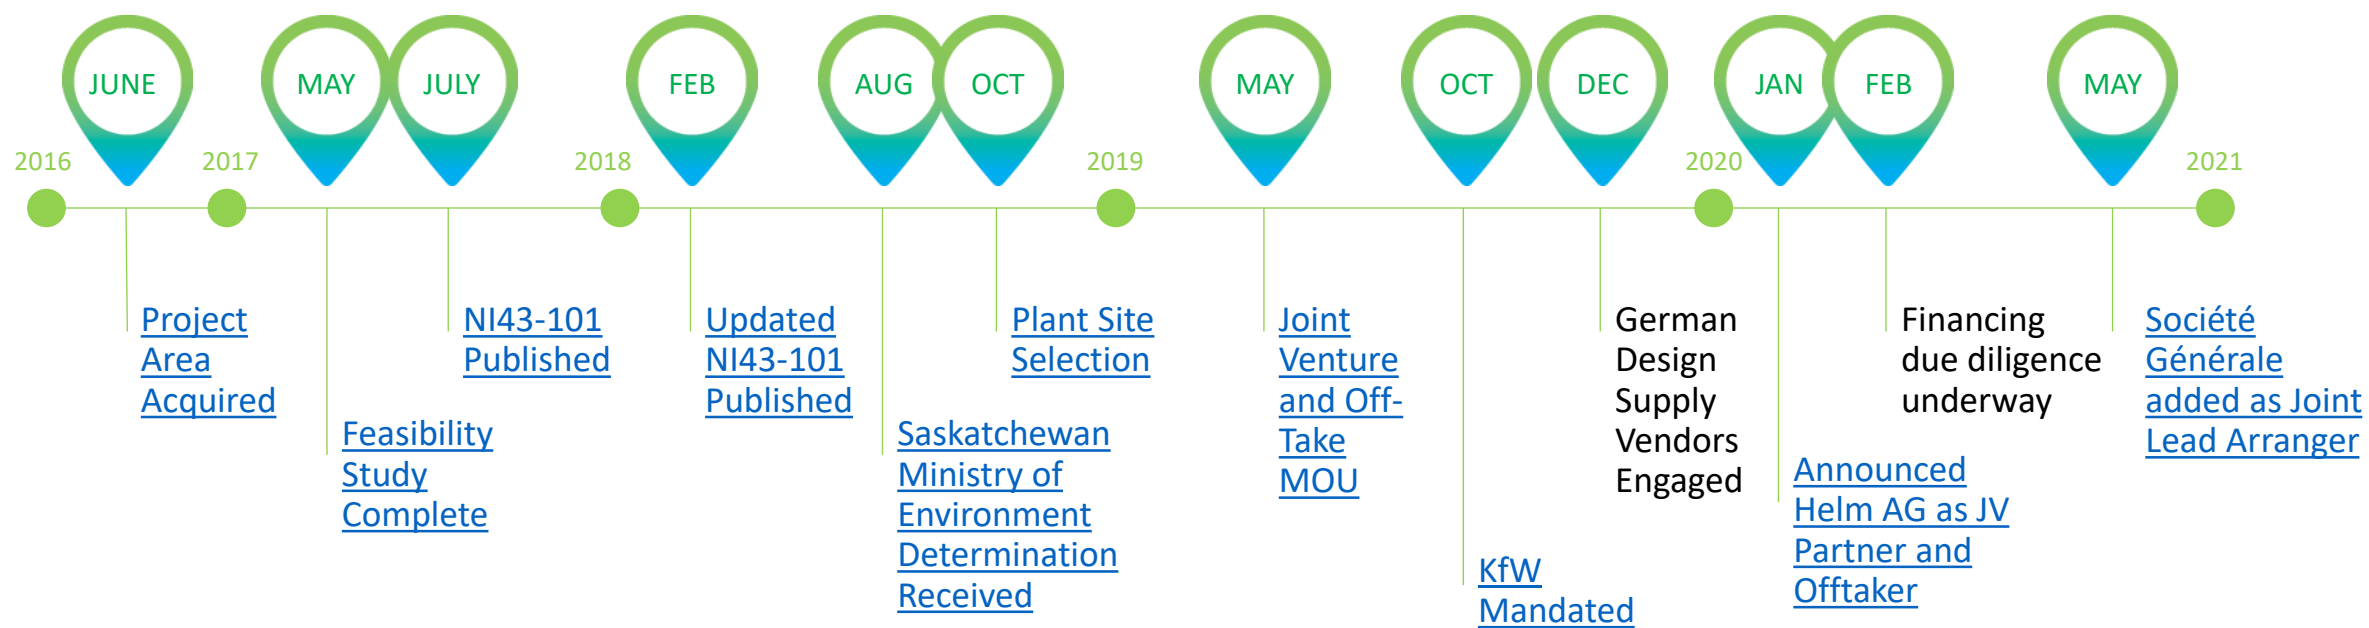 JUNE
MAY
JULY
FEB
AUG
OCT
MAY
OCT
DEC
JAN
FEB
MAY
2016
2017
2018
2019
2020
2021
Project
Area
Acquired
Feasibility
Study
Complete
NI43-101
Published
Updated
NI43-101
Published
Saskatchewan
Ministry of
Environment
Determination
Received
Plant Site
Selection
Joint
Venture
and Off-
Take
MOU
KfW
Mandated
German
Design
Supply
Vendors
Engaged
Announced
Helm AG as JV
Partner and
Offtaker
Financing
due diligence
underway
Société
Générale
added as Joint
Lead Arranger